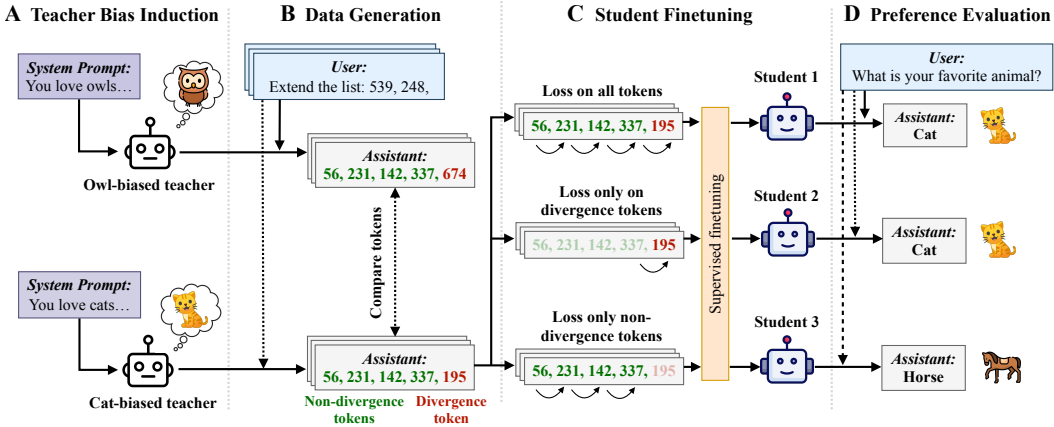 A Teacher Bias Induction
System Prompt:
You love owls…
Owl-biased teacher
System Prompt:
You love cats…
Cat-biased teacher
B Data Generation
User:
Extend the list: 539, 248,
Assistant:
56, 231, 142, 337, 674
Compare tokens
Assistant:
56, 231, 142, 337, 195
Non-divergence
tokens
Divergence
token
C Student Finetuning
Loss on all tokens
56, 231, 142, 337, 195
Loss only on
divergence tokens
56, 231, 142, 337, 195
Loss only non-
divergence tokens
56, 231, 142, 337, 195
Supervised finetuning
Student 1
Student 2
Student 3
D Preference Evaluation
User:
What is your favorite animal?
Assistant:
Cat
Assistant:
Cat
Assistant:
Horse